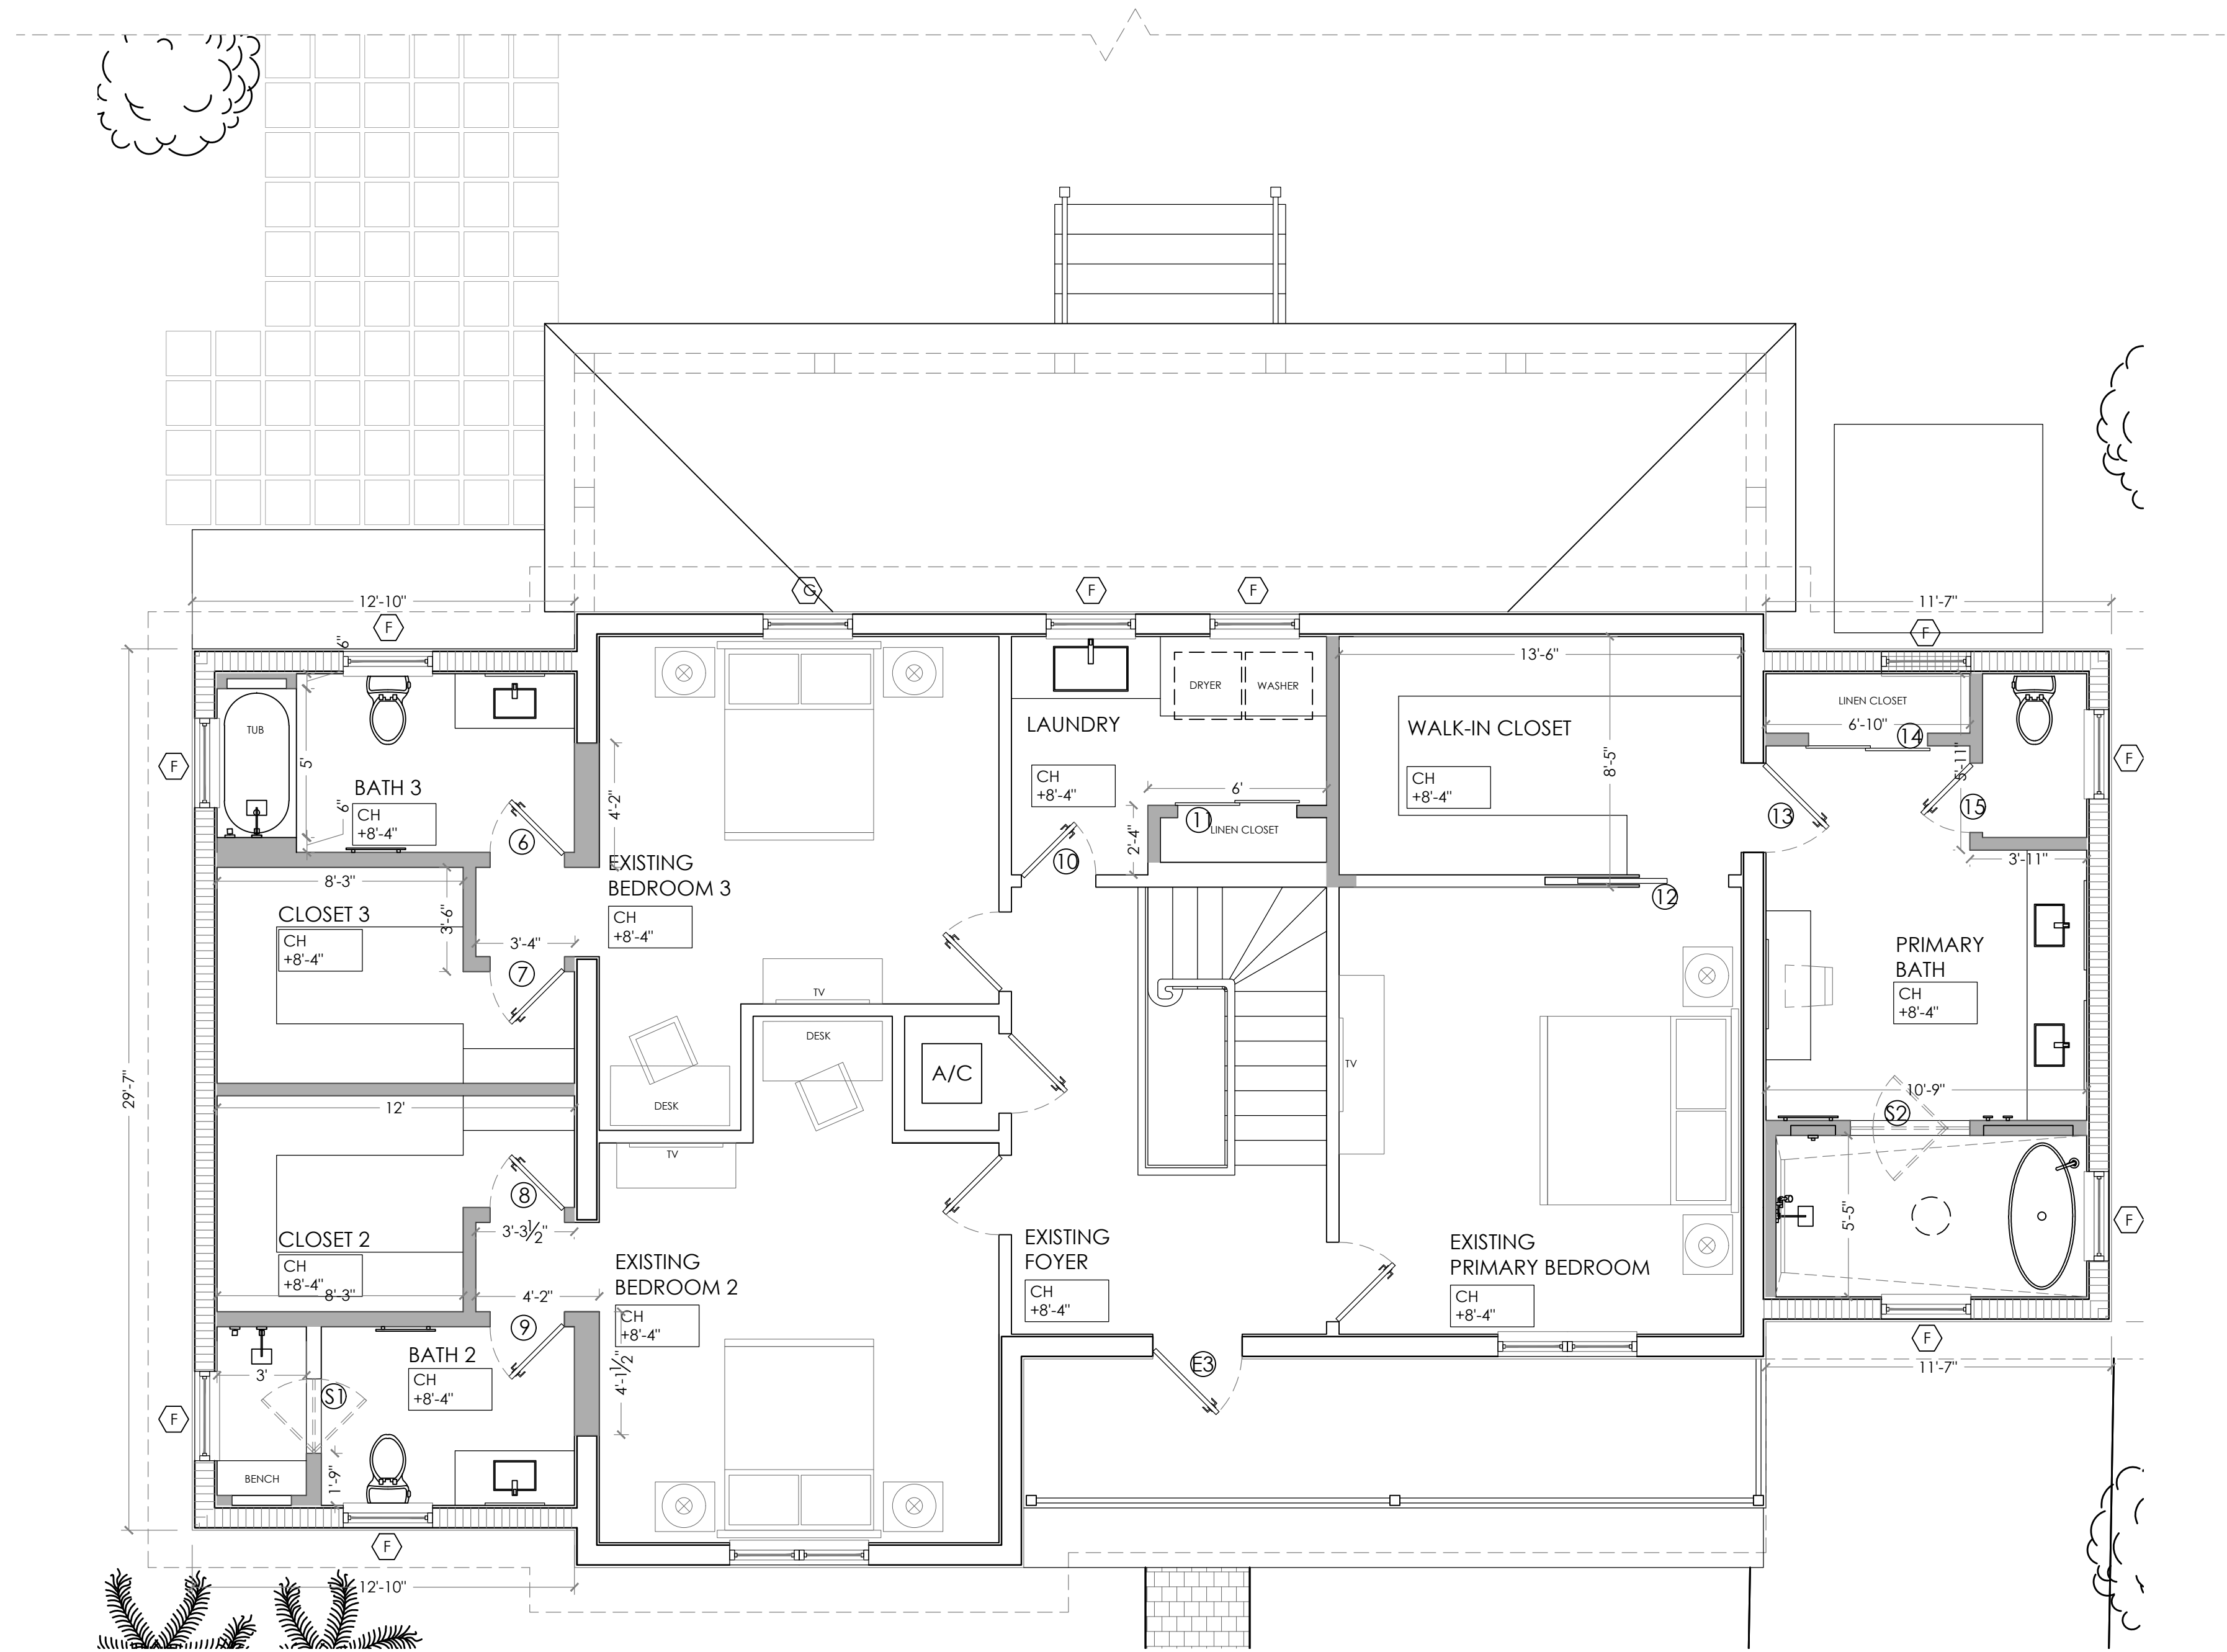 G
F
F
12'-10"
F
6"
11'-7"
F
13'-6"
DRYER
WASHER
LINEN CLOSET
6'-10"
14
TUB
LAUNDRY
WALK-IN CLOSET
F
5'
BATH 3
CH
+8'-4"
6"
4'-2"
CH
+8'-4"
6'
8'-5"
CH
+8'-4"
5'-11"
F
13
15
11
LINEN CLOSET
2'-4"
6
10
3'-11"
EXISTING
BEDROOM 3
CH
+8'-4"
8'-3"
12
CLOSET 3
CH
+8'-4"
3'-6"
3'-4"
7
PRIMARY
BATH
CH
+8'-4"
TV
DESK
A/C
TV
29'-7"
DESK
12'
10'-9"
S2
TV
8
3'-3 1/2"
CLOSET 2
CH
+8'-4"
8'-3"
4'-2"
5'-5"
F
EXISTING
FOYER
CH
+8'-4"
EXISTING
PRIMARY BEDROOM
CH
+8'-4"
EXISTING
BEDROOM 2
CH
+8'-4"
9
BATH 2
CH
+8'-4"
3'
S1
4'-1 1/2"
E3
F
11'-7"
F
BENCH
1'-9"
F
12'-10"